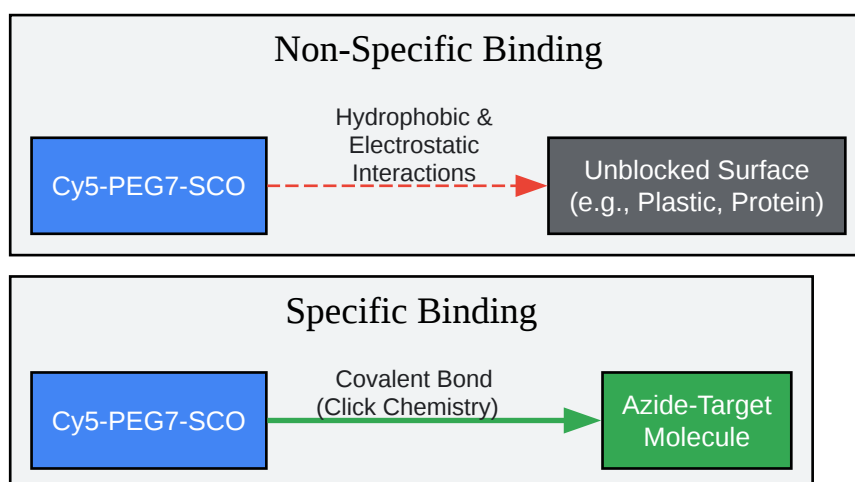 Non-Specific Binding
Hydrophobic &
Electrostatic
Interactions
Cy5-PEG7-SCO
Unblocked Surface
(e.g., Plastic, Protein)
Specific Binding
Covalent Bond
(Click Chemistry)
Cy5-PEG7-SCO
Azide-Target
Molecule